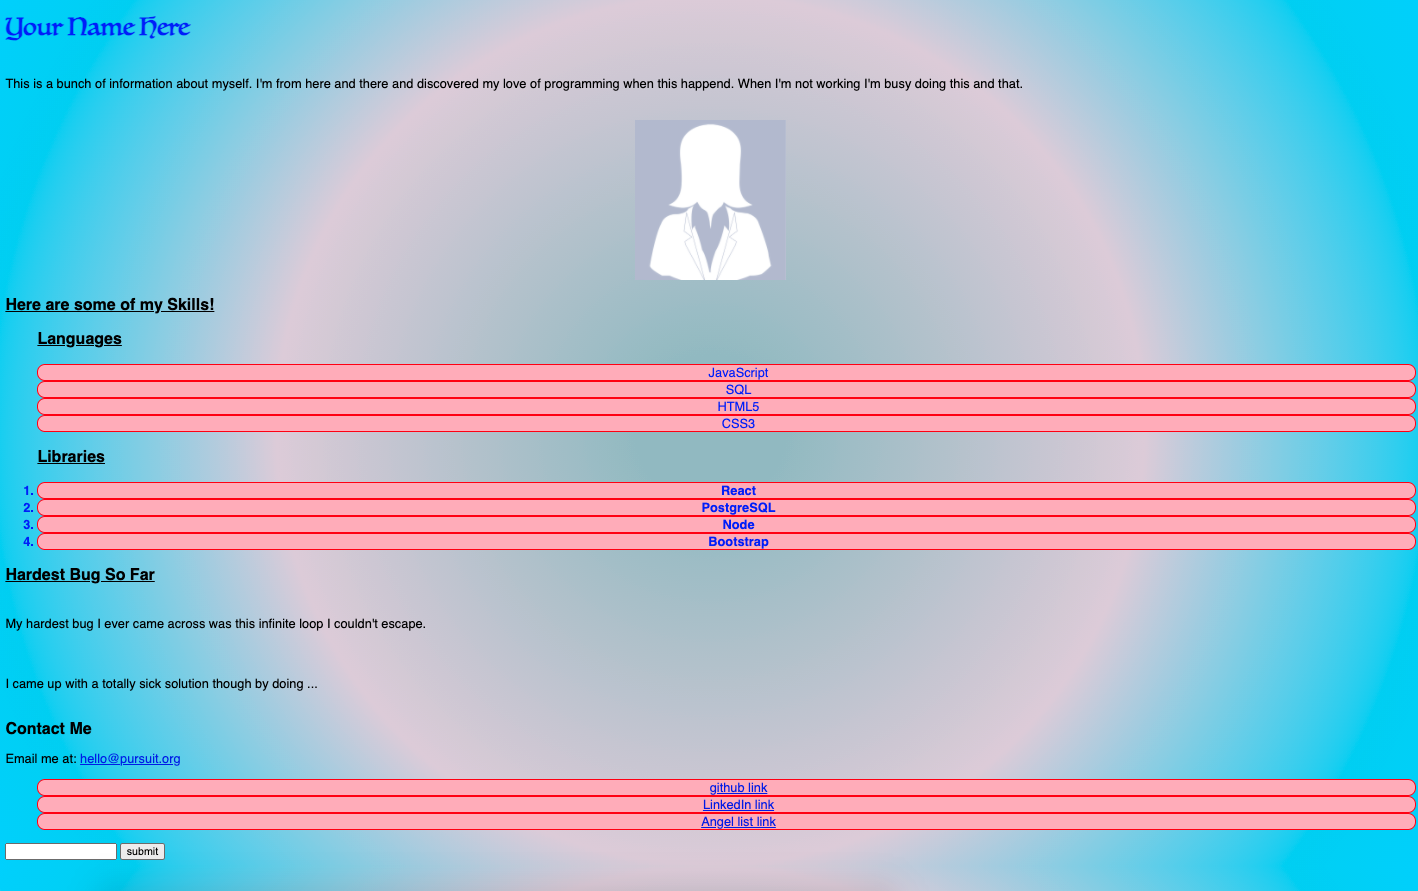 Your Name Here
This is a bunch of information about myself. I'm from here and there and discovered my love of programming when this happend. When I'm not working I'm busy doing this and that.
Here are some of my Skills!
Languages
JavaScript
SQL
HTML5
CSS3
Libraries
1. React
2. PostgreSQL
3. Node
4. Bootstrap
Hardest Bug So Far
My hardest bug I ever came across was this infinite loop I couldn't escape.
I came up with a totally sick solution though by doing ...
Contact Me
Email me at: hello@pursuit.org
github link
LinkedIn link
Angel list link
submit